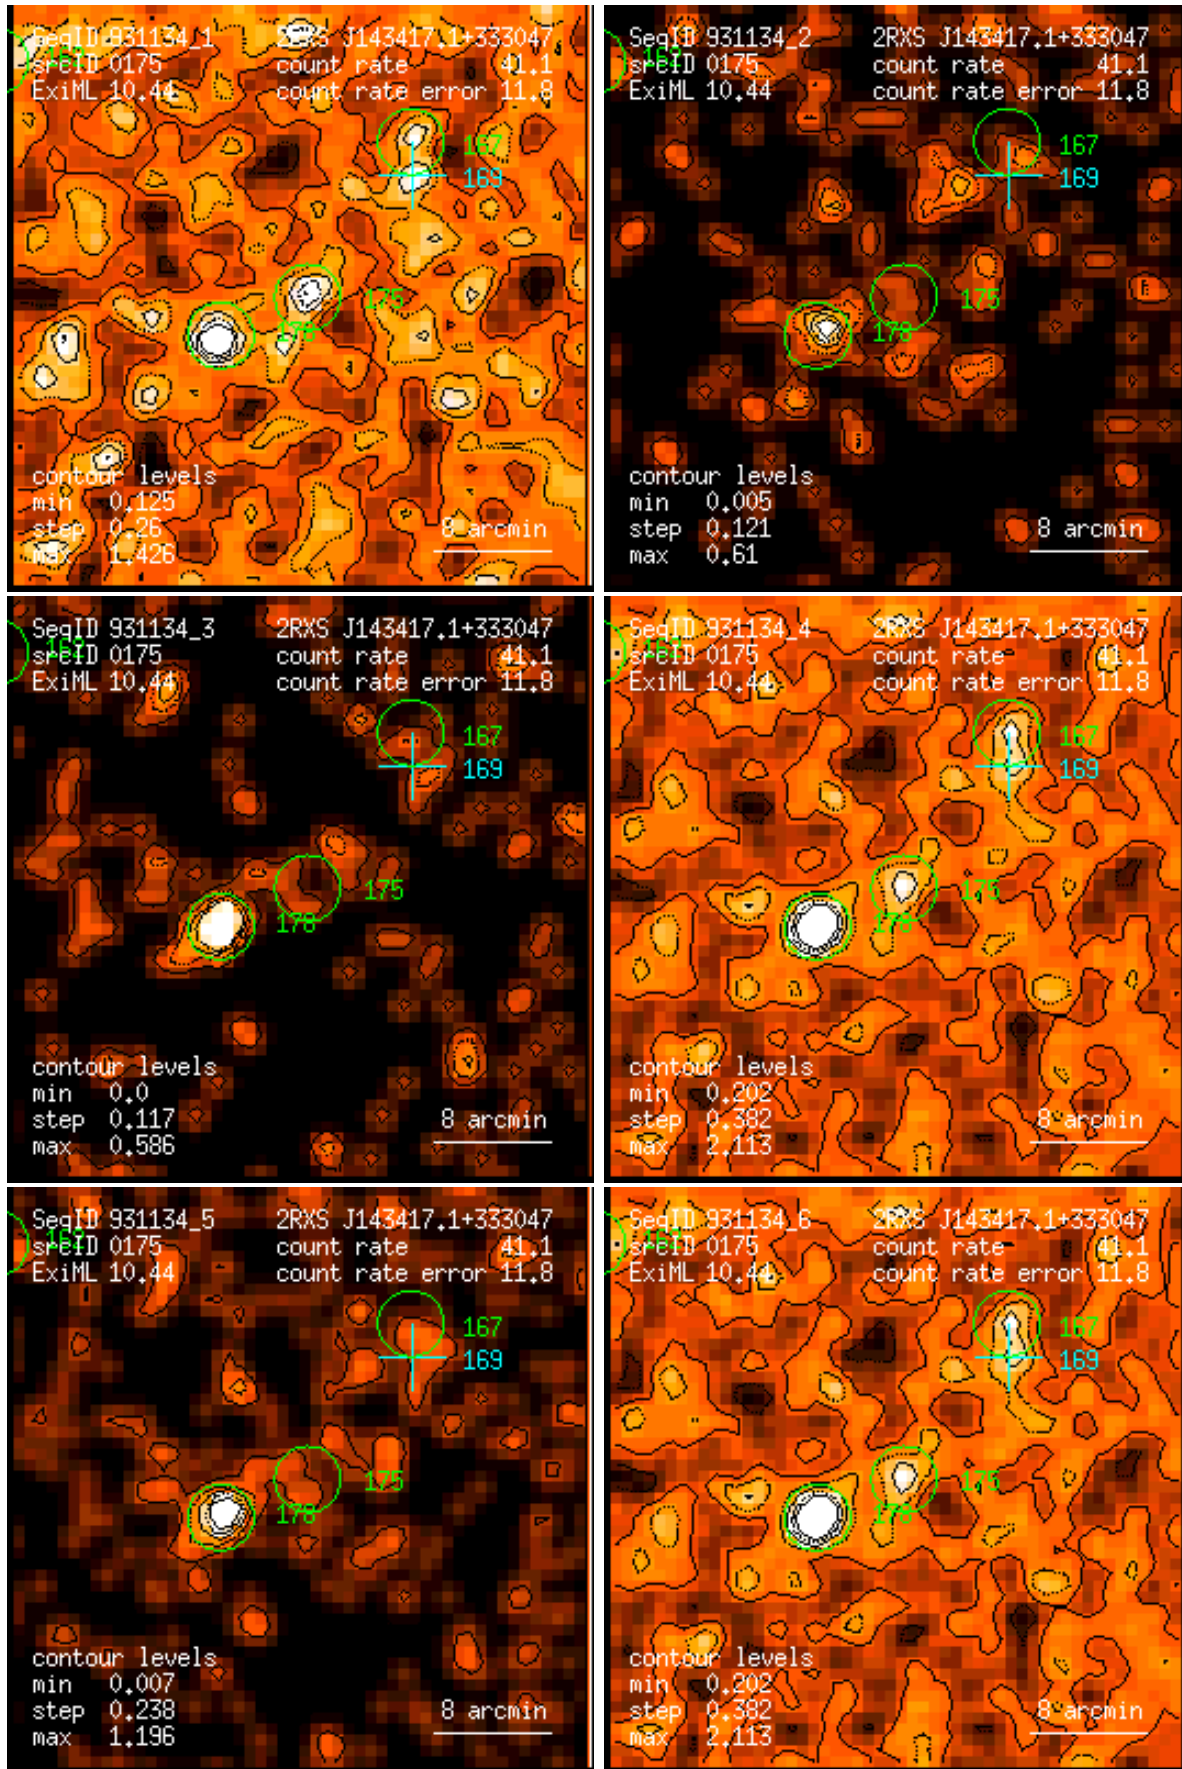 SeqID 931134_1 2RXS J143417.1+333047
srcID 0175 count rate 41.1
ExiML 10.44 count rate error 11.8
167
169
175
178
contour levels
min 0.125
step 0.26 8 arcmin
max 1.426
SeqID 931134_2 2RXS J143417.1+333047
srcID 0175 count rate 41.1
ExiML 10.44 count rate error 11.8
167
169
175
178
contour levels
min 0.005
step 0.121 8 arcmin
max 0.61
SeqID 931134_3 2RXS J143417.1+333047
srcID 0175 count rate 41.1
ExiML 10.44 count rate error 11.8
167
169
175
178
contour levels
min 0.0
step 0.117 8 arcmin
max 0.586
SeqID 931134_4 2RXS J143417.1+333047
srcID 0175 count rate 41.1
ExiML 10.44 count rate error 11.8
167
169
175
178
contour levels
min 0.202
step 0.382 8 arcmin
max 2.113
SeqID 931134_5 2RXS J143417.1+333047
srcID 0175 count rate 41.1
ExiML 10.44 count rate error 11.8
167
169
175
178
contour levels
min 0.007
step 0.238 8 arcmin
max 1.196
SeqID 931134_6 2RXS J143417.1+333047
srcID 0175 count rate 41.1
ExiML 10.44 count rate error 11.8
167
169
175
178
contour levels
min 0.202
step 0.382 8 arcmin
max 2.113